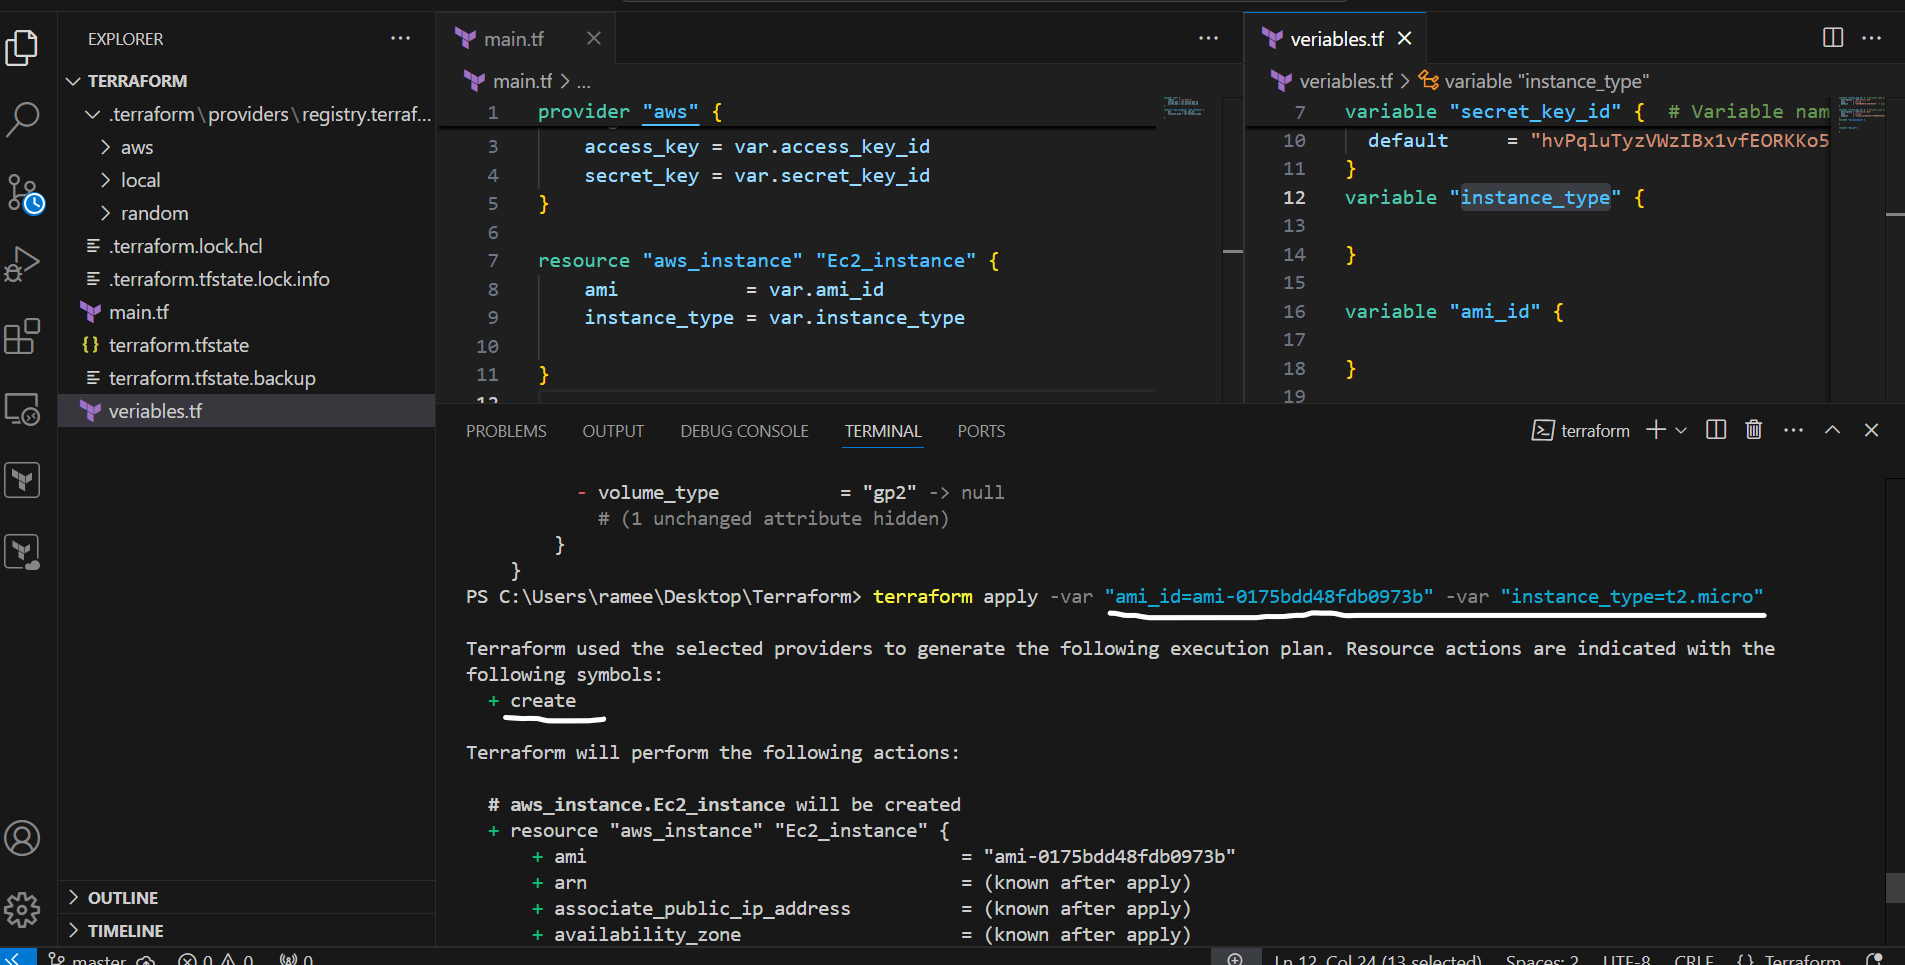 EXPLORER
TERRAFORM
.terraform\providers\registry.terraf...
aws
local
random
.terraform.lock.hcl
.terraform.tfstate.lock.info
main.tf
terraform.tfstate
terraform.tfstate.backup
veriables.tf
OUTLINE
TIMELINE
main.tf
main.tf > ...
1 provider "aws" {
3 access_key = var.access_key_id
4 secret_key = var.secret_key_id
5 }
6
7 resource "aws_instance" "Ec2_instance" {
8 ami = var.ami_id
9 instance_type = var.instance_type
10
11 }
12
veriables.tf
veriables.tf > variable "instance_type"
7 variable "secret_key_id" { # Variable nam
10 default = "hvPqluTyzVWzIBx1vfEORKKo5
11 }
12 variable "instance_type" {
13
14 }
15
16 variable "ami_id" {
17
18 }
19
PROBLEMS OUTPUT DEBUG CONSOLE TERMINAL PORTS
terraform
- volume_type = "gp2" -> null
# (1 unchanged attribute hidden)
}
}
PS C:\Users\ramee\Desktop\Terraform> terraform apply -var "ami_id=ami-0175bdd48fdb0973b" -var "instance_type=t2.micro"
Terraform used the selected providers to generate the following execution plan. Resource actions are indicated with the
following symbols:
+ create
Terraform will perform the following actions:
# aws_instance.Ec2_instance will be created
+ resource "aws_instance" "Ec2_instance" {
+ ami = "ami-0175bdd48fdb0973b"
+ arn = (known after apply)
+ associate_public_ip_address = (known after apply)
+ availability_zone = (known after apply)
master 0 0 0 Ln 12, Col 24 (13 selected) Spaces: 2 UTF-8 CRLF {} Terraform